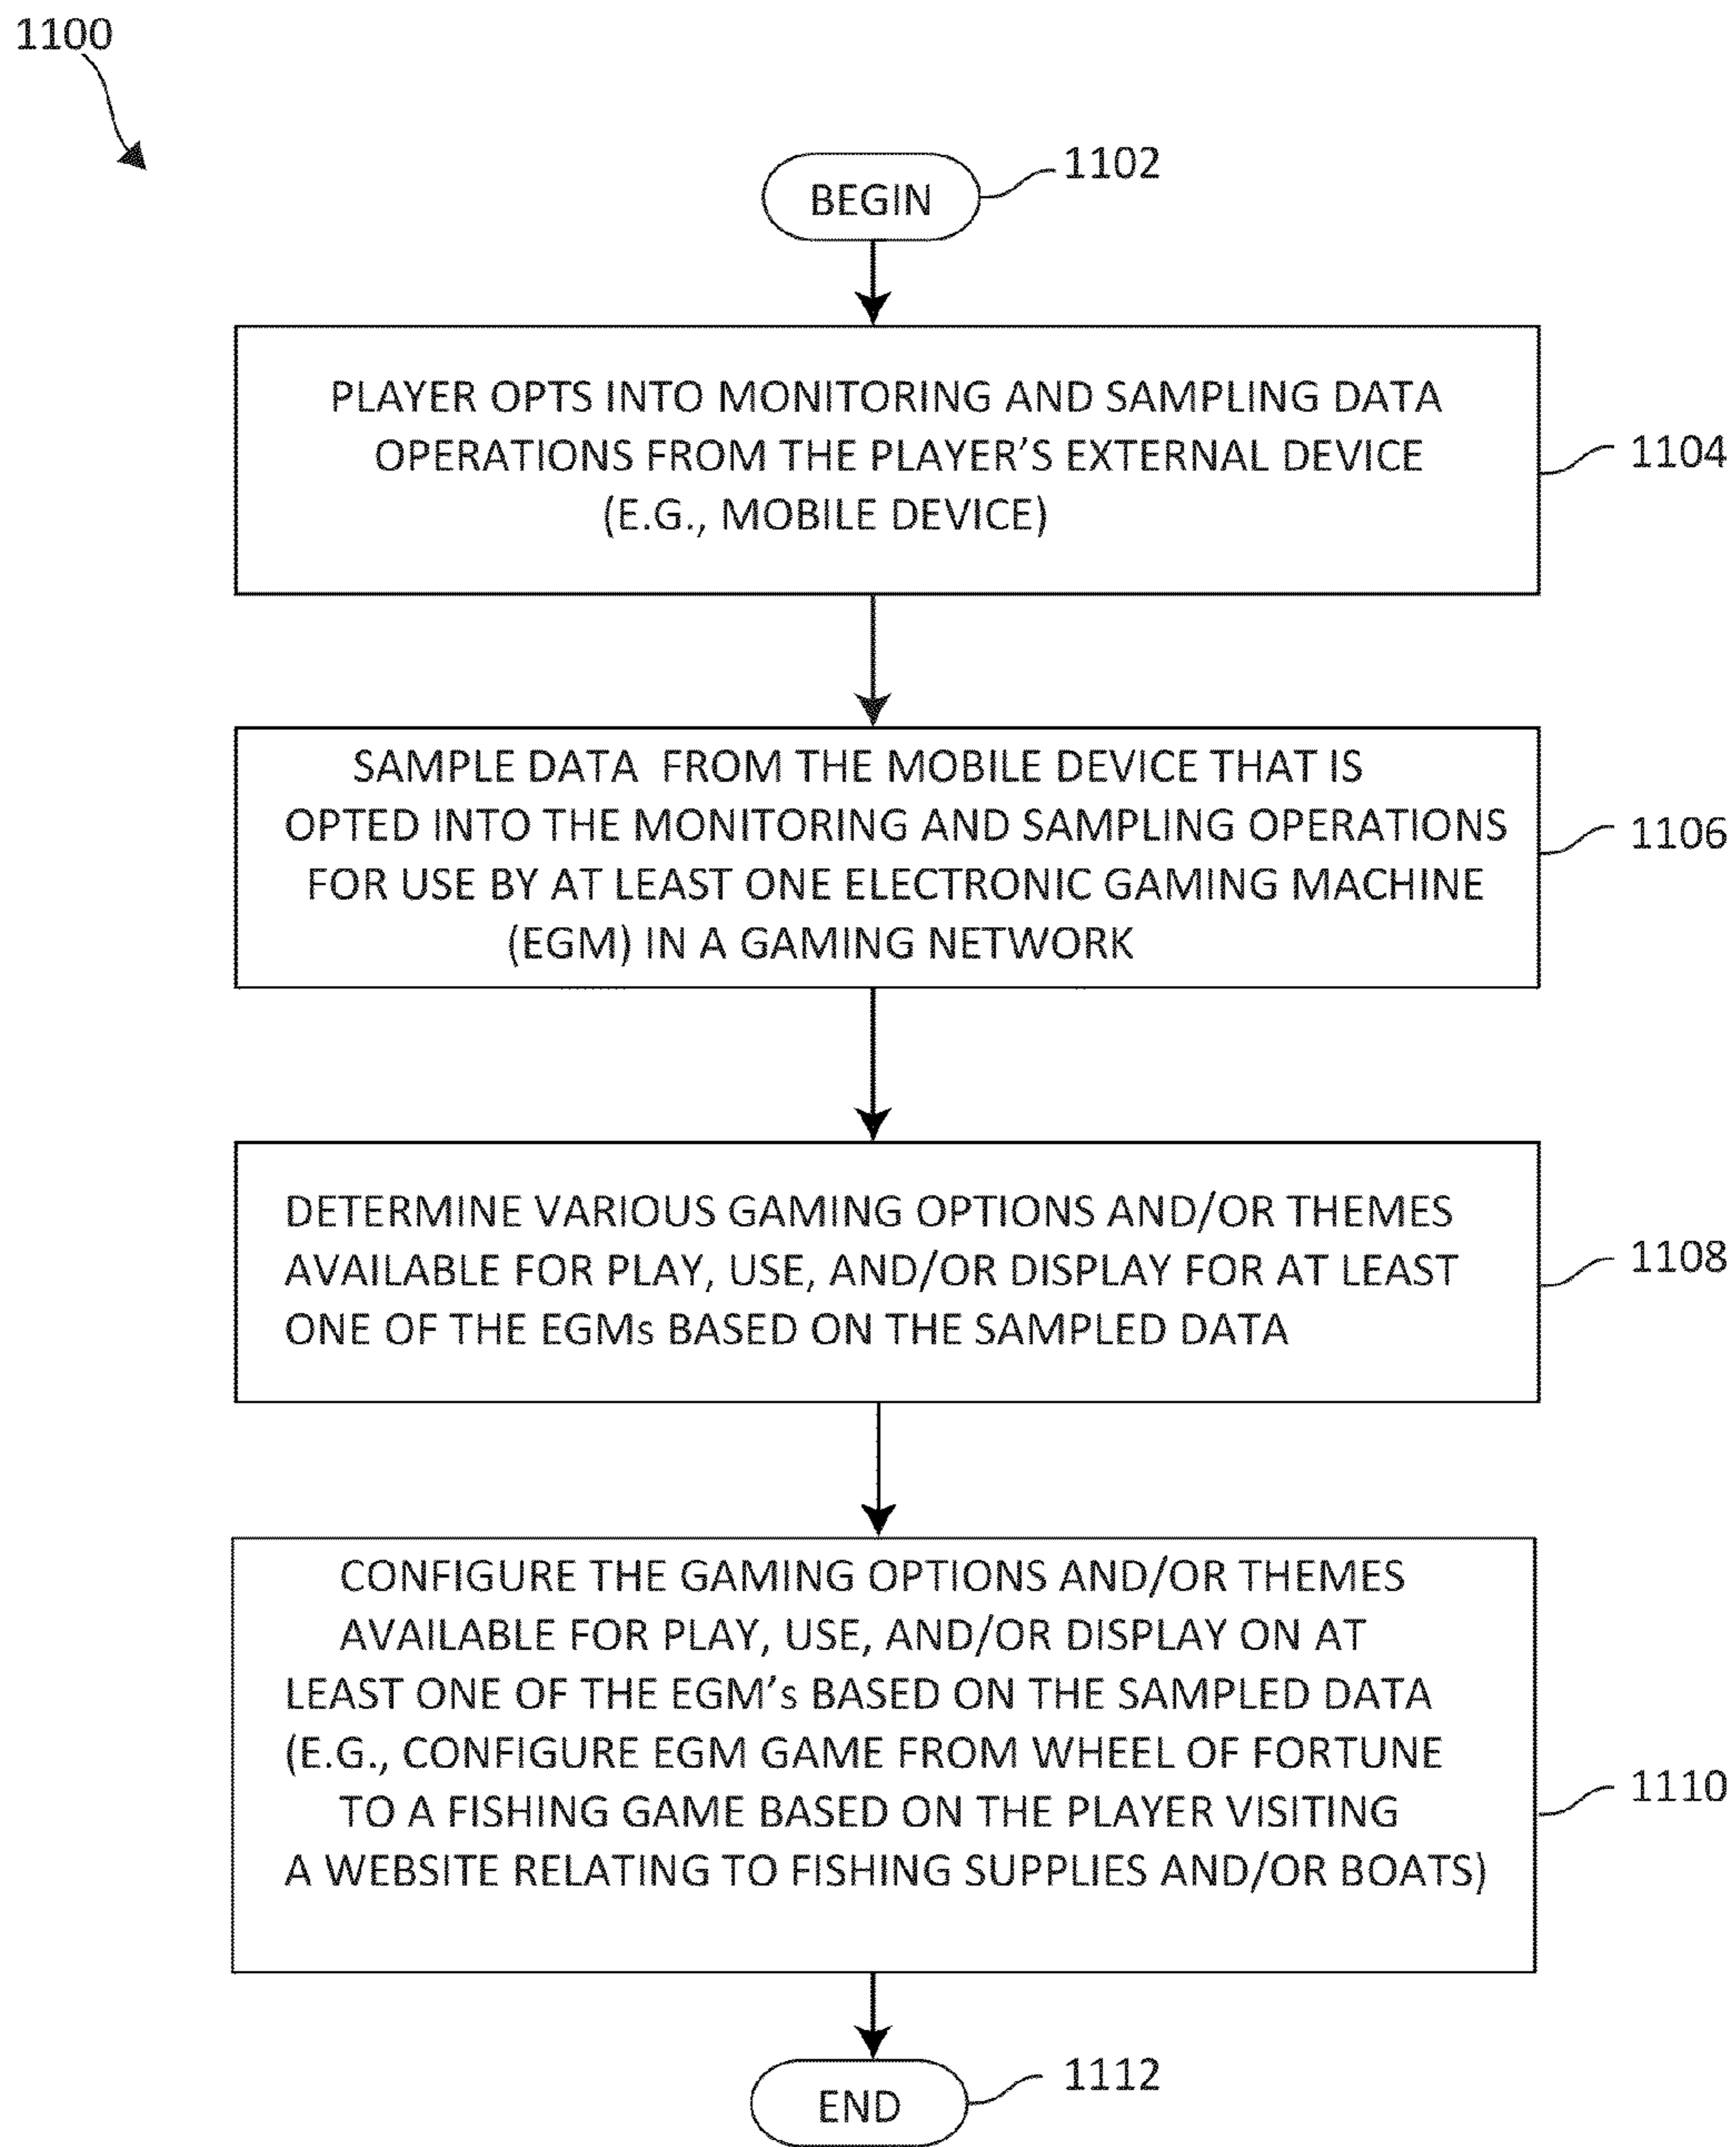 1100
BEGIN
1102
PLAYER OPTS INTO MONITORING AND SAMPLING DATA
OPERATIONS FROM THE PLAYER’S EXTERNAL DEVICE
(E.G., MOBILE DEVICE)
1104
SAMPLE DATA FROM THE MOBILE DEVICE THAT IS
OPTED INTO THE MONITORING AND SAMPLING OPERATIONS
FOR USE BY AT LEAST ONE ELECTRONIC GAMING MACHINE
(EGM) IN A GAMING NETWORK
1106
DETERMINE VARIOUS GAMING OPTIONS AND/OR THEMES
AVAILABLE FOR PLAY, USE, AND/OR DISPLAY FOR AT LEAST
ONE OF THE EGMs BASED ON THE SAMPLED DATA
1108
CONFIGURE THE GAMING OPTIONS AND/OR THEMES
AVAILABLE FOR PLAY, USE, AND/OR DISPLAY ON AT
LEAST ONE OF THE EGM’s BASED ON THE SAMPLED DATA
(E.G., CONFIGURE EGM GAME FROM WHEEL OF FORTUNE
TO A FISHING GAME BASED ON THE PLAYER VISITING
A WEBSITE RELATING TO FISHING SUPPLIES AND/OR BOATS)
1110
END
1112